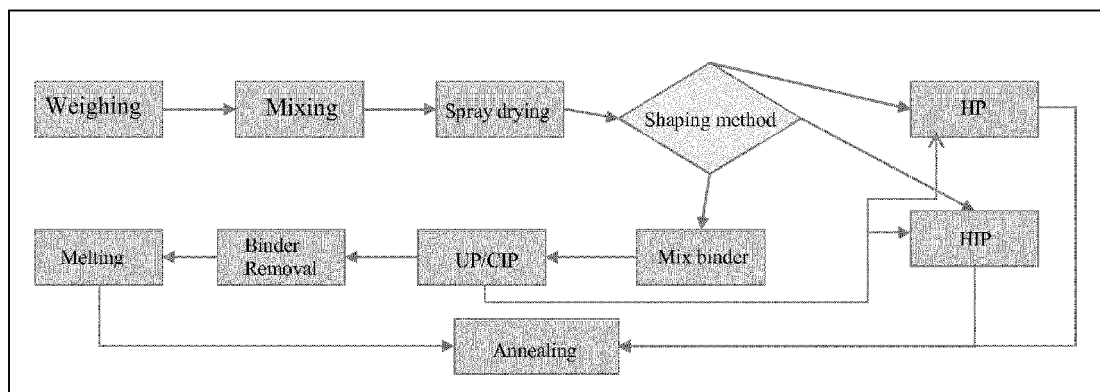 Weighing
Mixing
Spray drying
Shaping method
HP
HIP
Mix binder
UP/CIP
Binder
Removal
Melting
Annealing